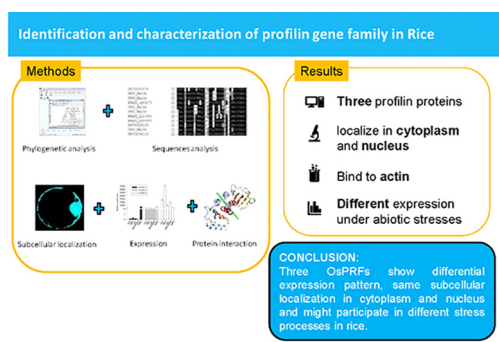 Identification and characterization of profilin gene family in Rice
Methods
Phylogenetic analysis
Sequences analysis
Subcellular localization
Expression
Protein interaction
Results
Three profilin proteins
localize in cytoplasm
and nucleus
Bind to actin
Different expression
under abiotic stresses
CONCLUSION:
Three OsPRFs show differential
expression pattern, same subcellular
localization in cytoplasm and nucleus
and might participate in different stress
processes in rice.